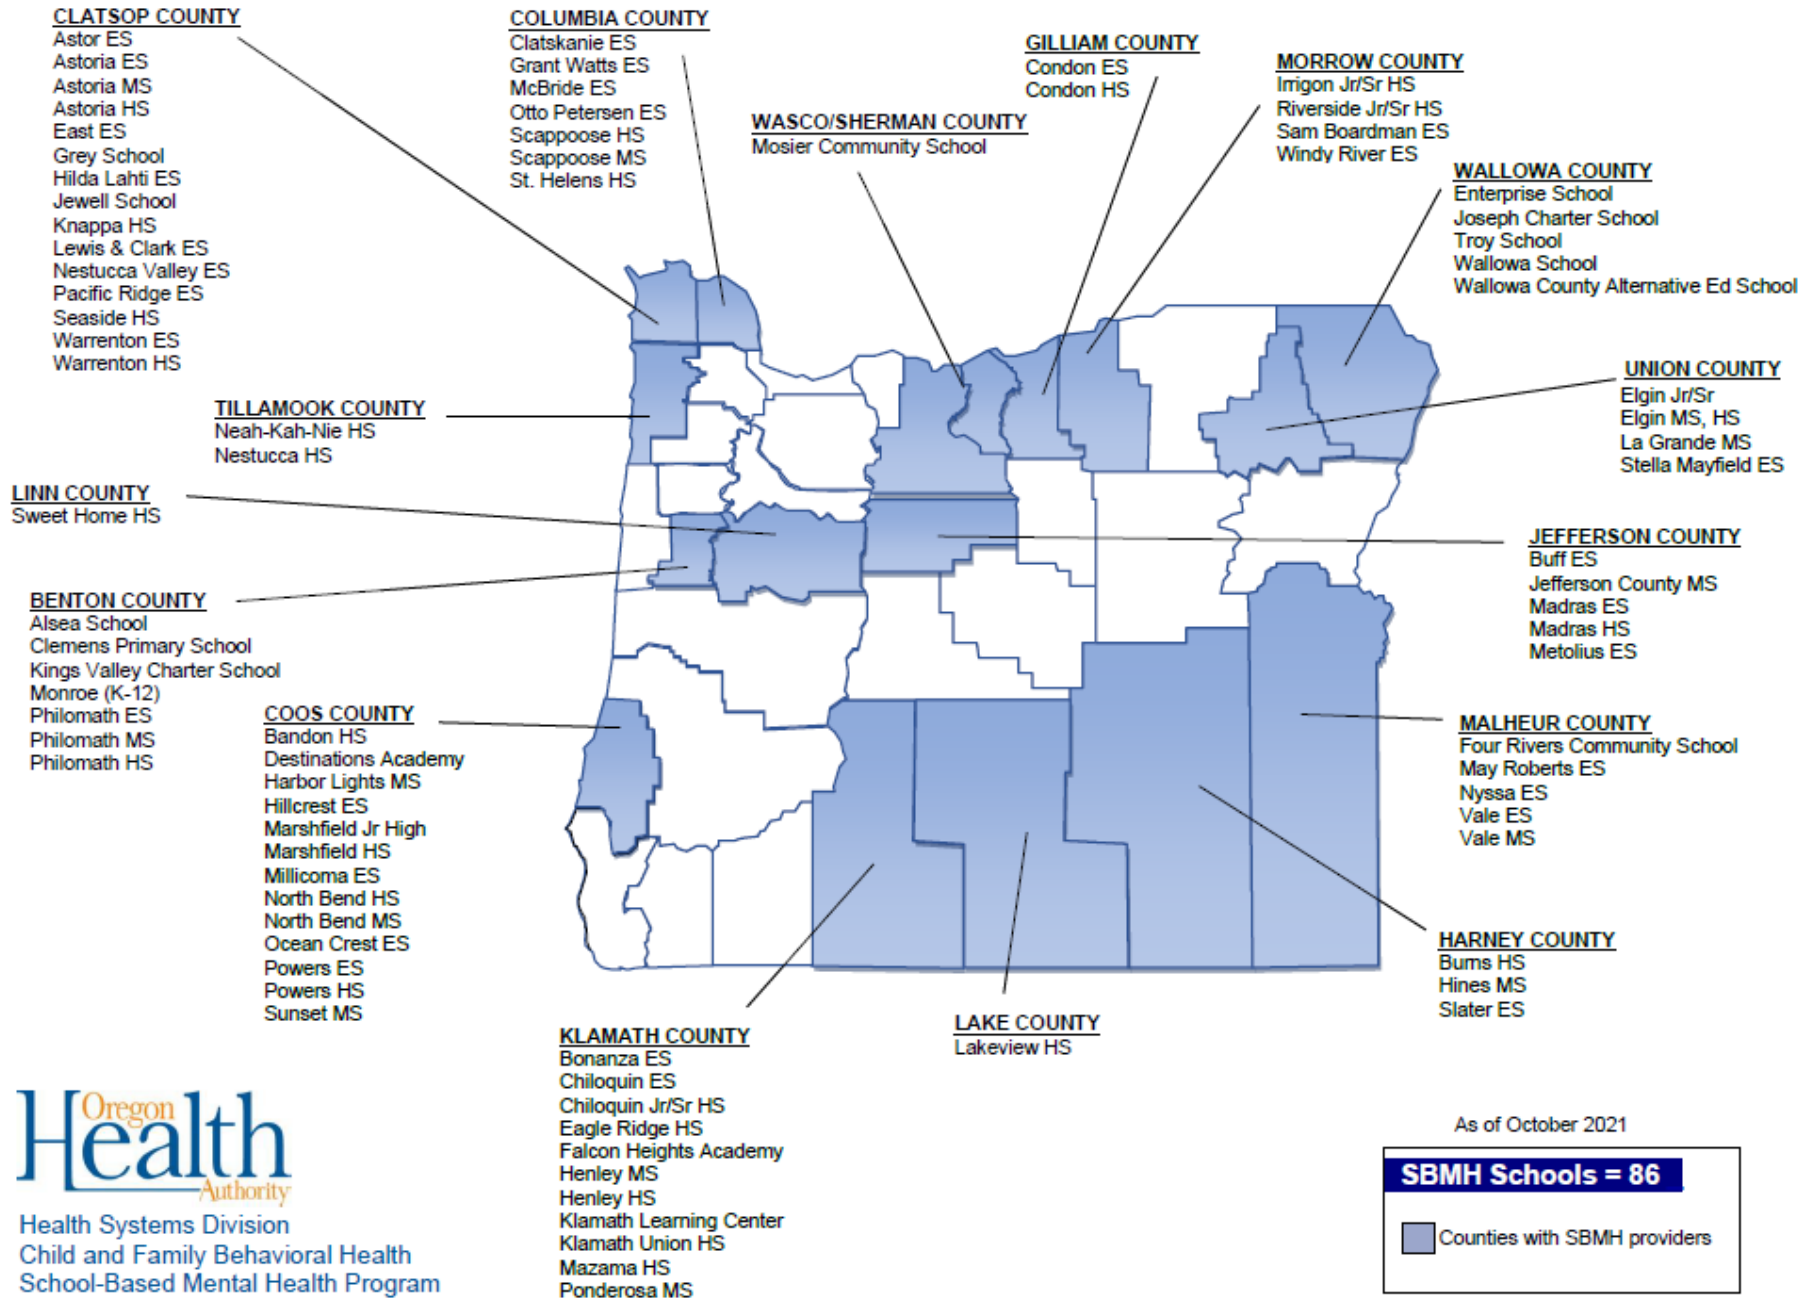 CLATSOP COUNTY
Astor ES
Astoria ES
Astoria MS
Astoria HS
East ES
Grey School
Hilda Lahti ES
Jewell School
Knappa HS
Lewis & Clark ES
Nestucca Valley ES
Pacific Ridge ES
Seaside HS
Warrenton ES
Warrenton HS
COLUMBIA COUNTY
Clatskanie ES
Grant Watts ES
McBride ES
Otto Petersen ES
Scappoose HS
Scappoose MS
St. Helens HS
WASCO/SHERMAN COUNTY
Mosier Community School
GILLIAM COUNTY
Condon ES
Condon HS
MORROW COUNTY
Irrigon Jr/Sr HS
Riverside Jr/Sr HS
Sam Boardman ES
Windy River ES
WALLOWA COUNTY
Enterprise School
Joseph Charter School
Troy School
Wallowa School
Wallowa County Alternative Ed School
UNION COUNTY
Elgin Jr/Sr
Elgin MS, HS
La Grande MS
Stella Mayfield ES
TILLAMOOK COUNTY
Neah-Kah-Nie HS
Nestucca HS
LINN COUNTY
Sweet Home HS
JEFFERSON COUNTY
Buff ES
Jefferson County MS
Madras ES
Madras HS
Metolius ES
BENTON COUNTY
Alsea School
Clemens Primary School
Kings Valley Charter School
Monroe (K-12)
Philomath ES
Philomath MS
Philomath HS
COOS COUNTY
Bandon HS
Destinations Academy
Harbor Lights MS
Hillcrest ES
Marshfield Jr High
Marshfield HS
Millicoma ES
North Bend HS
North Bend MS
Ocean Crest ES
Powers ES
Powers HS
Sunset MS
MALHEUR COUNTY
Four Rivers Community School
May Roberts ES
Nyssa ES
Vale ES
Vale MS
HARNEY COUNTY
Burns HS
Hines MS
Slater ES
LAKE COUNTY
Lakeview HS
KLAMATH COUNTY
Bonanza ES
Chiloquin ES
Chiloquin Jr/Sr HS
Eagle Ridge HS
Falcon Heights Academy
Henley MS
Henley HS
Klamath Learning Center
Klamath Union HS
Mazama HS
Ponderosa MS
Oregon
Health
Authority
Health Systems Division
Child and Family Behavioral Health
School-Based Mental Health Program
As of October 2021
SBMH Schools = 86
Counties with SBMH providers